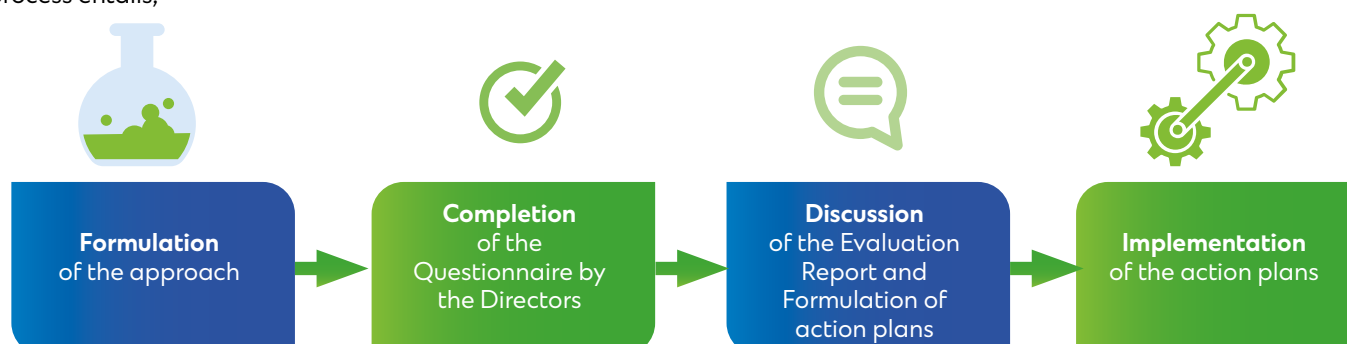 process entails;
Formulation
of the approach
Completion
of the
Questionnaire by
the Directors
Discussion
of the Evaluation
Report and
Formulation of
action plans
Implementation
of the action plans